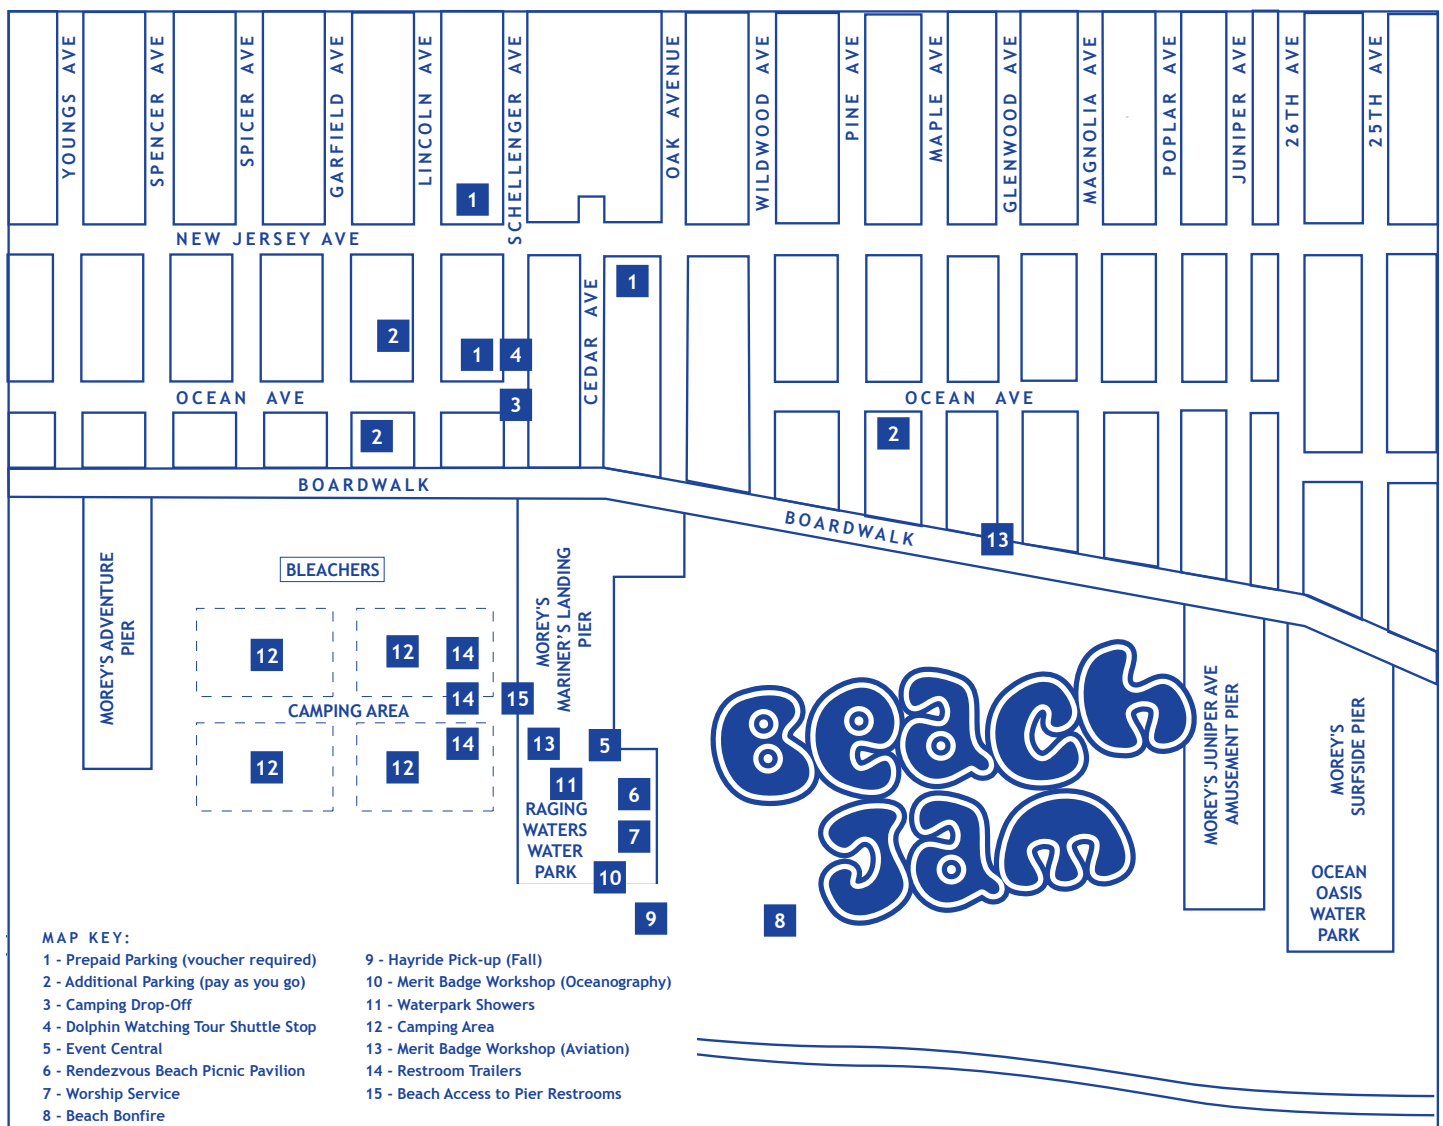 YOUNGS AVE
SPENCER AVE
SPICER AVE
GARFIELD AVE
LINCOLN AVE
SCHELLENGER AVE
OAK AVENUE
WILDWOOD AVE
PINE AVE
MAPLE AVE
GLENWOOD AVE
MAGNOLIA AVE
POPLAR AVE
JUNIPER AVE
26TH AVE
25TH AVE
1
NEW JERSEY AVE
1
CEDAR AVE
2
1
4
OCEAN AVE
3
OCEAN AVE
2
2
BOARDWALK
BOARDWALK
13
MOREY'S ADVENTURE
PIER
BLEACHERS
MOREY'S
MARINER'S LANDING
PIER
12
12
14
14
15
CAMPING AREA
12
12
14
13
5
11
6
RAGING
WATERS
WATER
PARK
7
10
9
8
Beach
Jam
MOREY'S JUNIPER AVE
AMUSEMENT PIER
MOREY'S
SURFSIDE PIER
OCEAN
OASIS
WATER
PARK
MAP KEY:
1 - Prepaid Parking (voucher required)
2 - Additional Parking (pay as you go)
3 - Camping Drop-Off
4 - Dolphin Watching Tour Shuttle Stop
5 - Event Central
6 - Rendezvous Beach Picnic Pavilion
7 - Worship Service
8 - Beach Bonfire
9 - Hayride Pick-up (Fall)
10 - Merit Badge Workshop (Oceanography)
11 - Waterpark Showers
12 - Camping Area
13 - Merit Badge Workshop (Aviation)
14 - Restroom Trailers
15 - Beach Access to Pier Restrooms